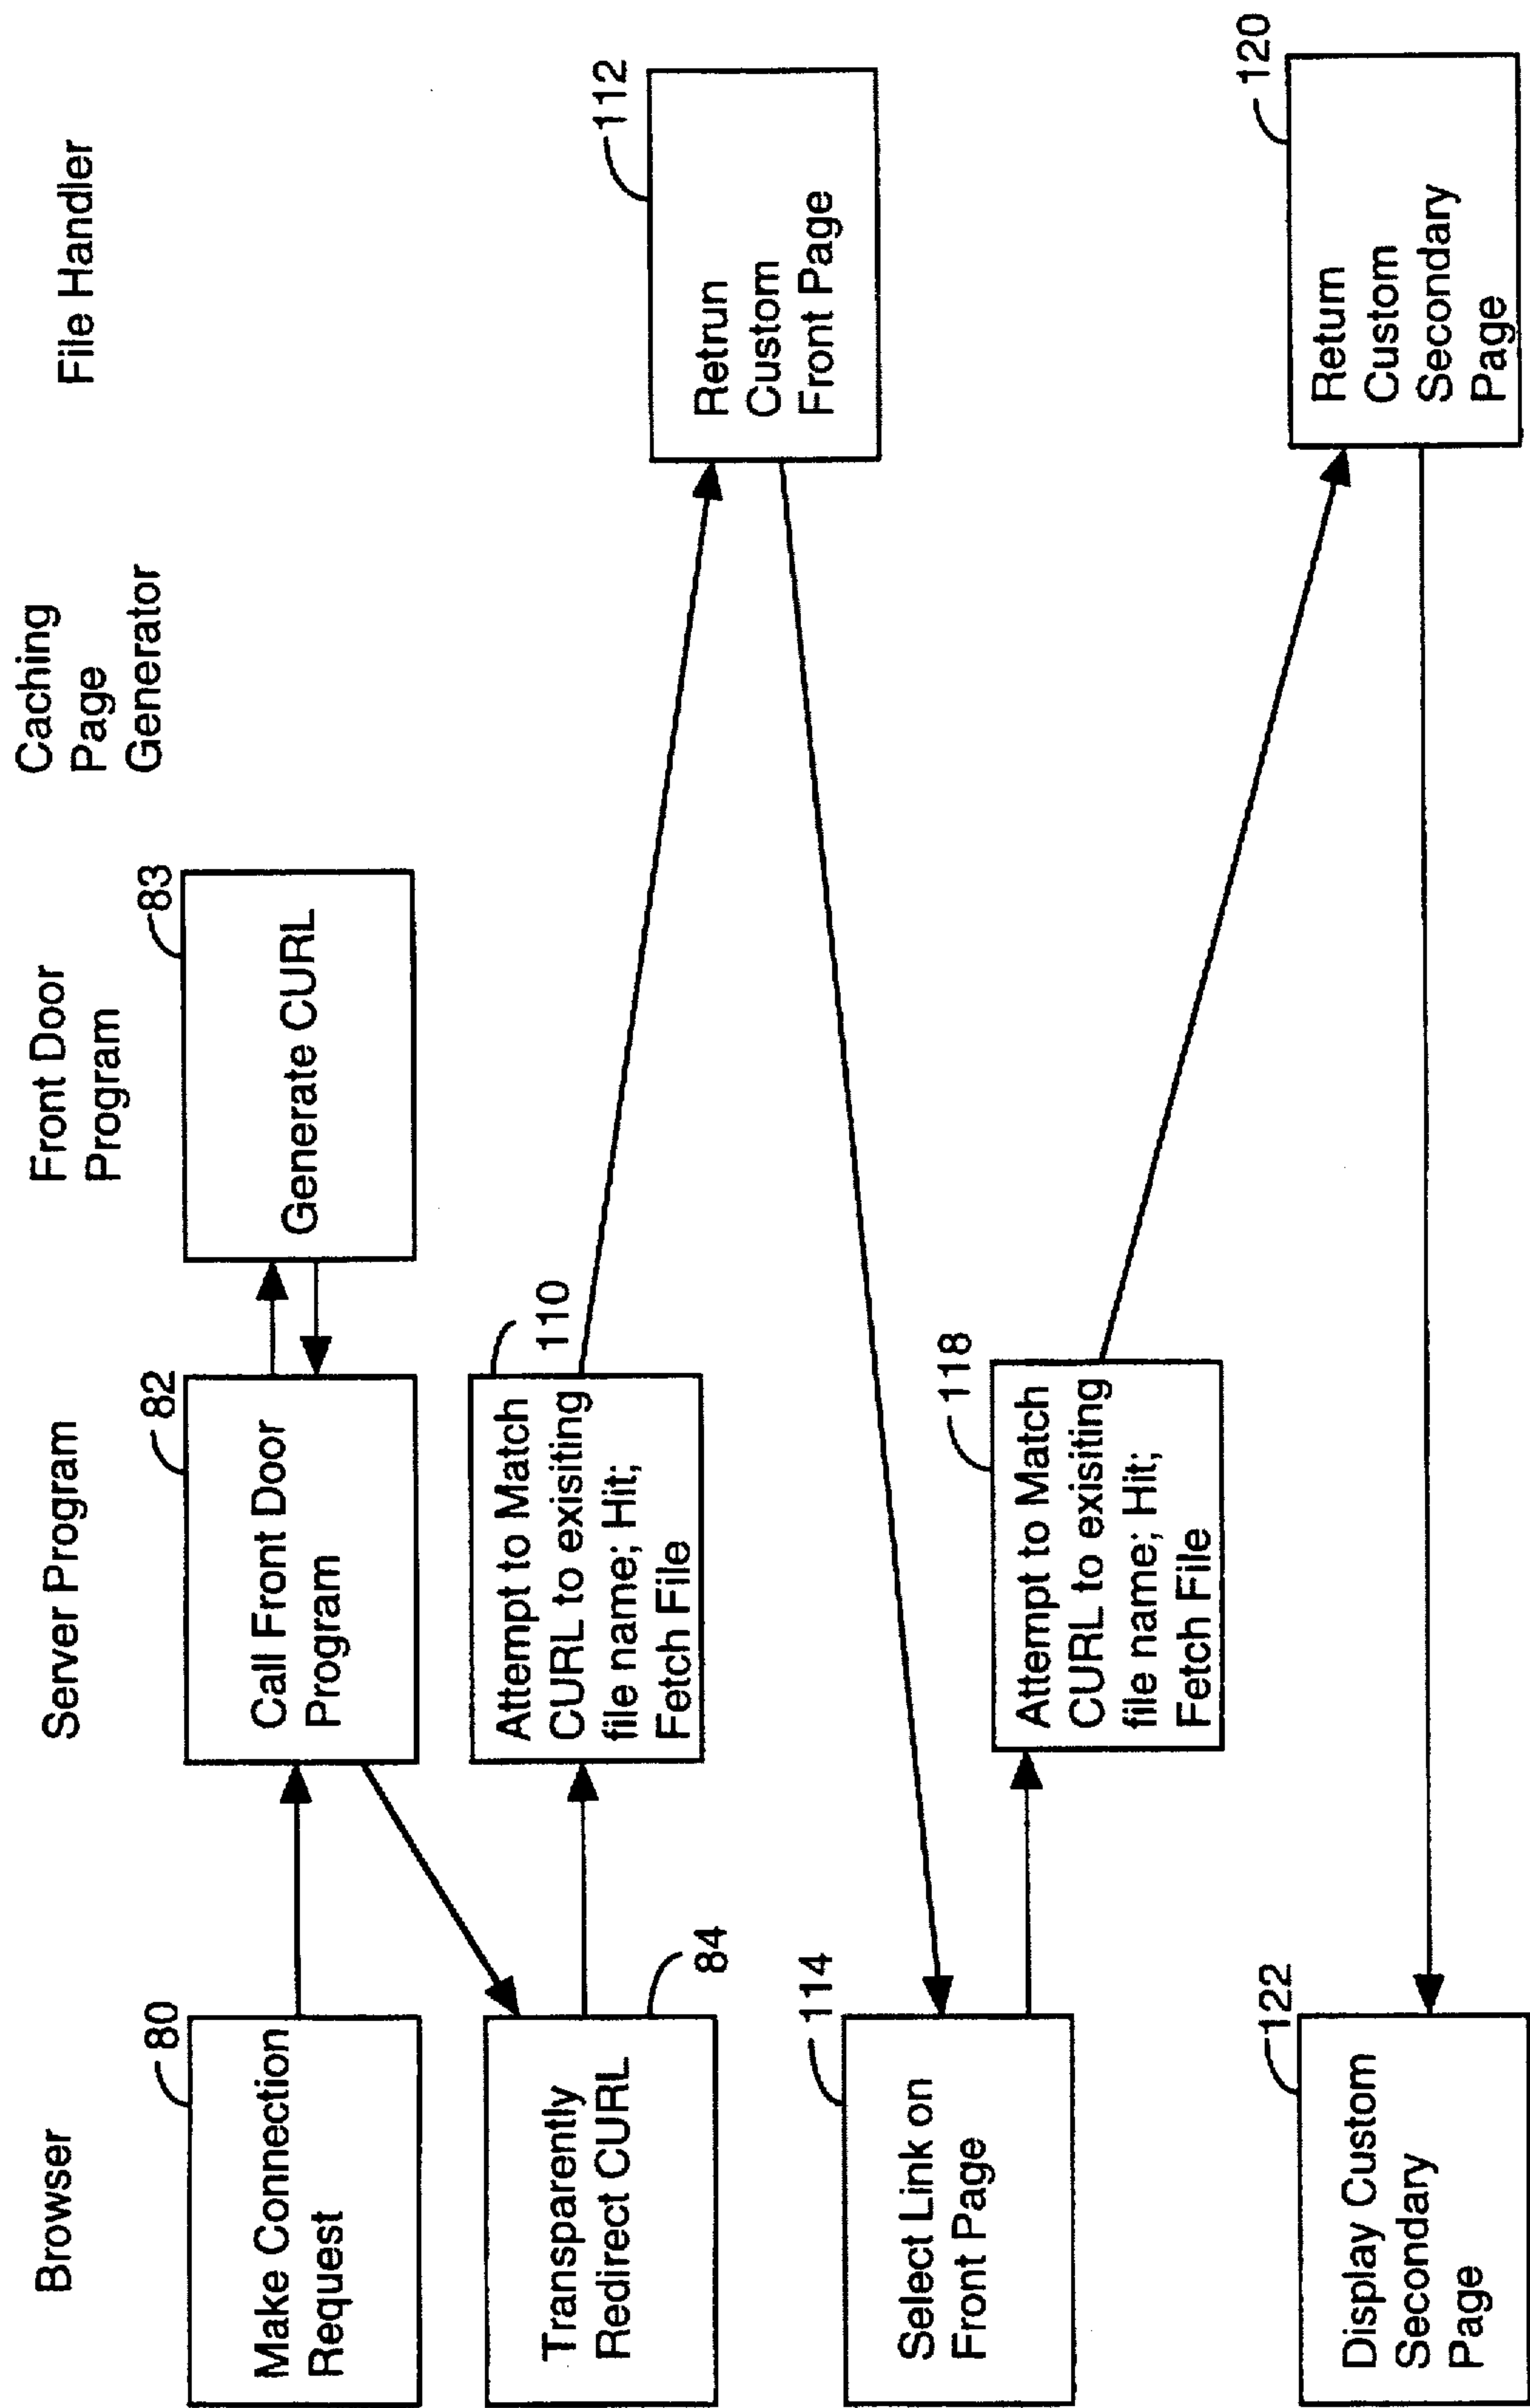 Browser
Server Program
Front Door
Program
Caching
Page
Generator
File Handler
80
Make Connection
Request
82
Call Front Door
Program
83
Generate CURL
Transparently
Redirect CURL
84
110
Attempt to Match
CURL to exisiting
file name; Hit;
Fetch File
112
Retrun
Custom
Front Page
114
Select Link on
Front Page
118
Attempt to Match
CURL to exisiting
file name; Hit;
Fetch File
120
Return
Custom
Secondary
Page
122
Display Custom
Secondary
Page